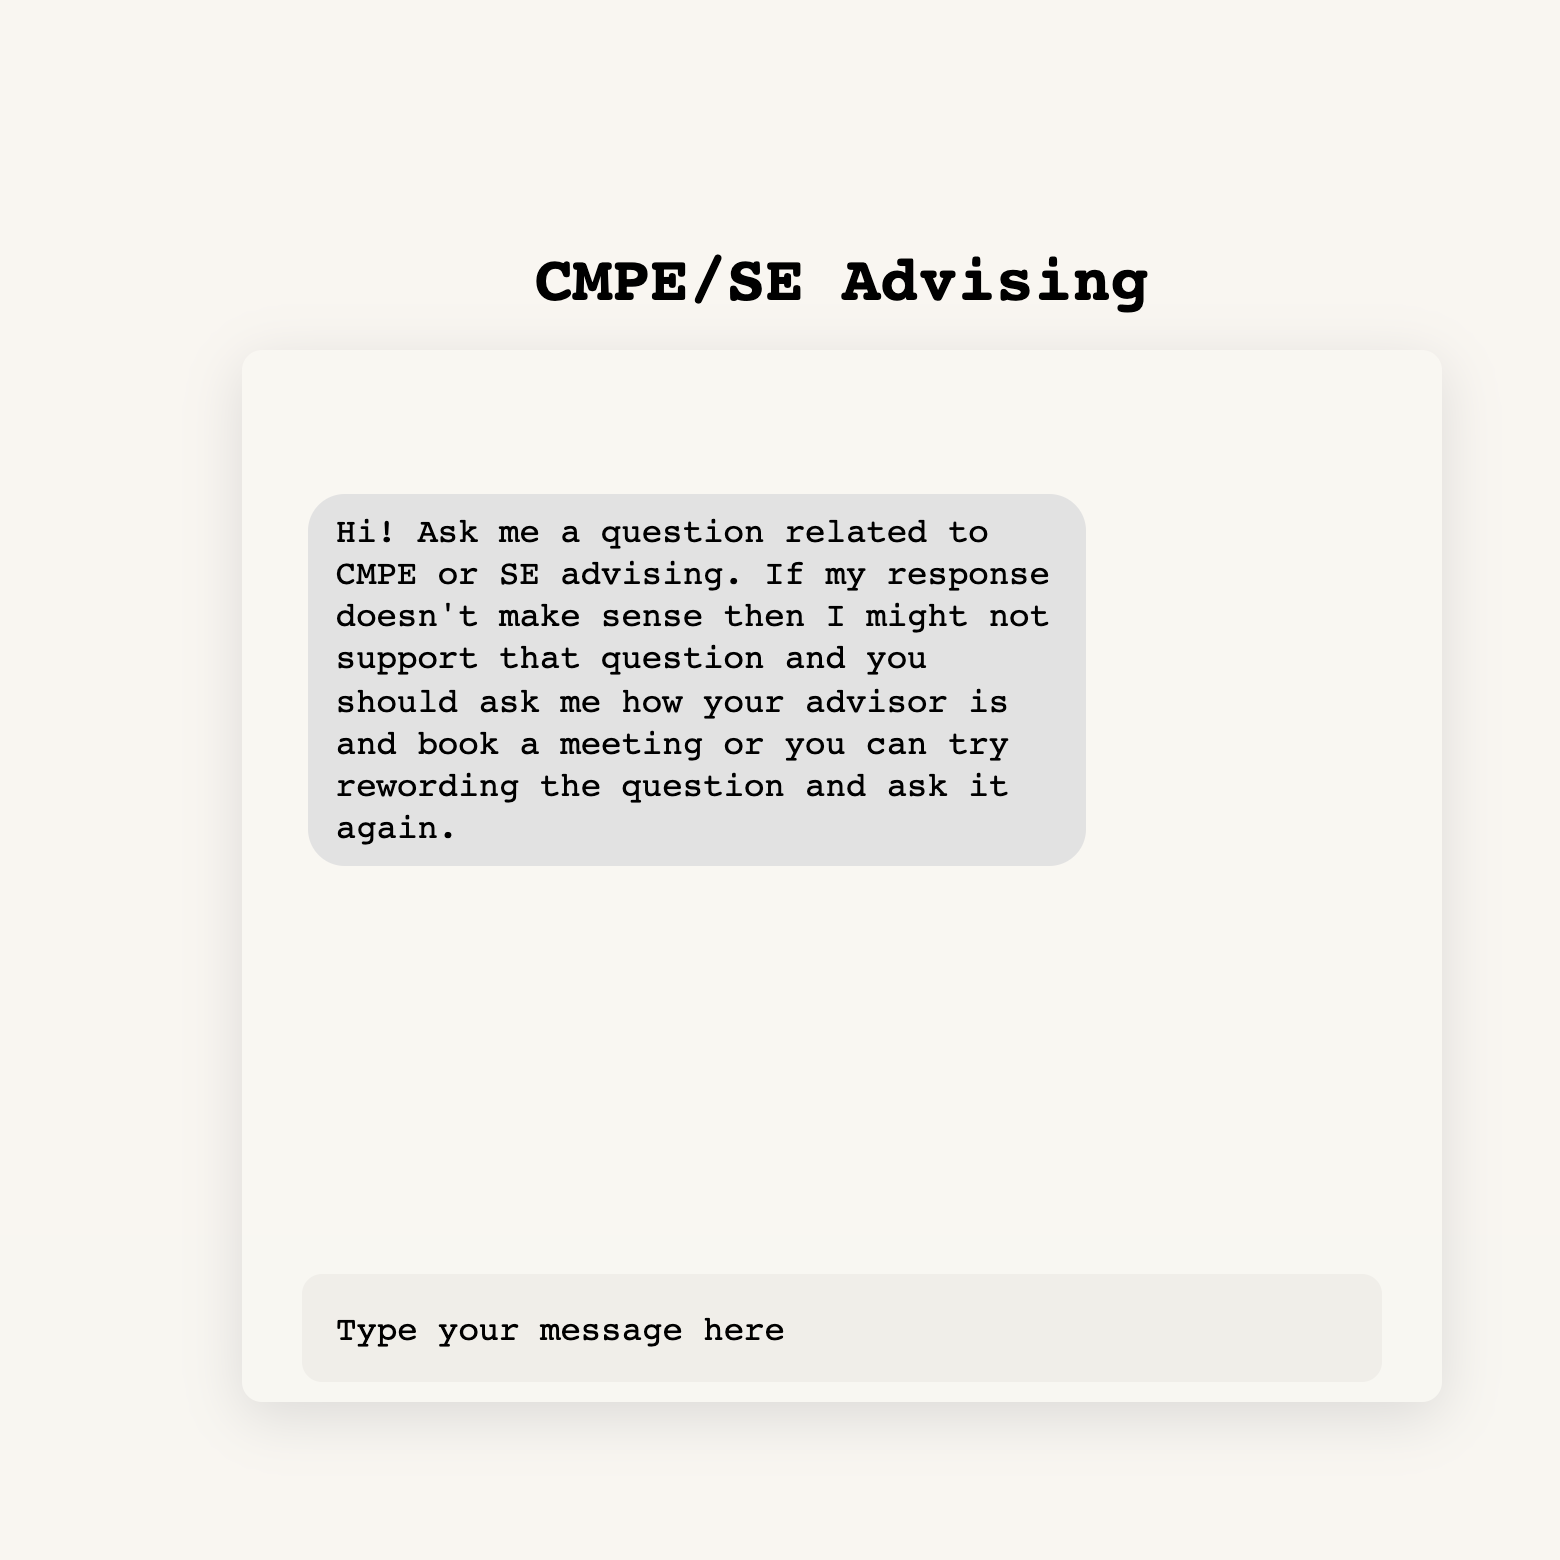 CMPE/SE Advising
Hi! Ask me a question related to
CMPE or SE advising. If my response
doesn't make sense then I might not
support that question and you
should ask me how your advisor is
and book a meeting or you can try
rewording the question and ask it
again.
Type your message here